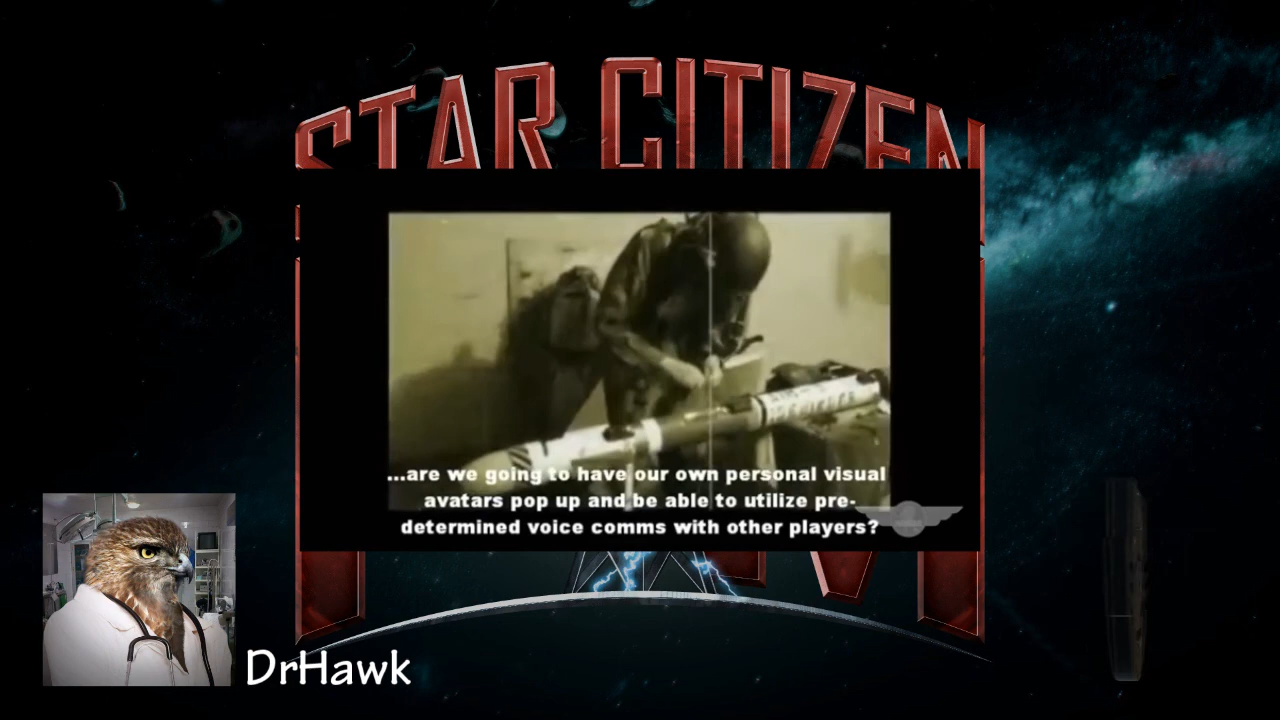 STAR CITIZEN
...are we going to have our own personal visual
avatars pop up and be able to utilize pre-
determined voice comms with other players?
DrHawk